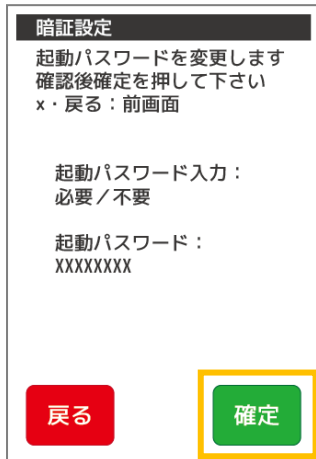 暗証設定
起動パスワードを変更します
確認後確定を押して下さい
x・戻る：前画面
起動パスワード入力：
必要／不要
起動パスワード：
XXXXXXXX
戻る
確定